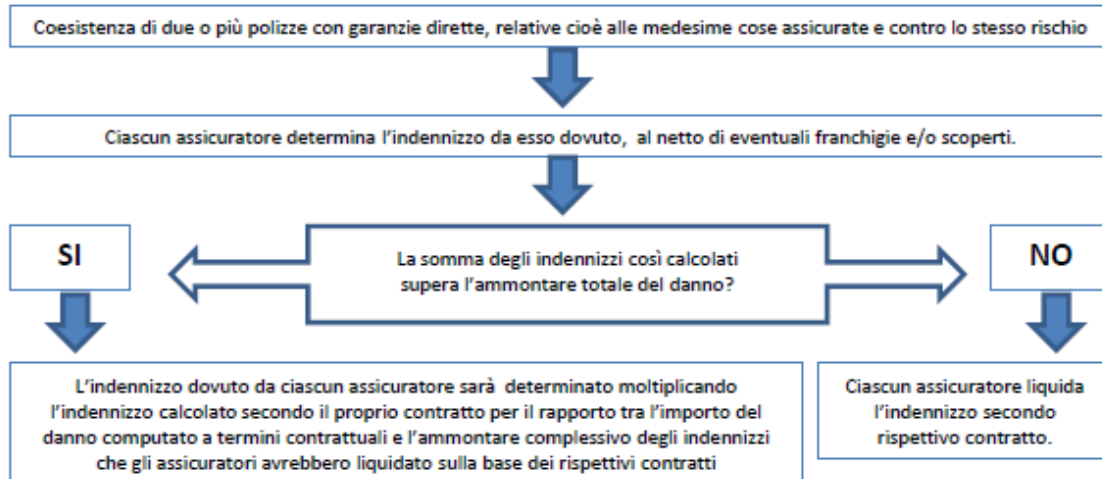 Coesistenza di due o più polizze con garanzie dirette, relative cioè alle medesime cose assicurate e contro lo stesso rischio
Ciascun assicuratore determina l'indennizzo da esso dovuto, al netto di eventuali franchigie e/o scoperti.
SI
La somma degli indennizzi così calcolati
supera l'ammontare totale del danno?
NO
L'indennizzo dovuto da ciascun assicuratore sarà determinato moltiplicando
l'indennizzo calcolato secondo il proprio contratto per il rapporto tra l'importo del
danno computato a termini contrattuali e l'ammontare complessivo degli indennizzi
che gli assicuratori avrebbero liquidato sulla base dei rispettivi contratti
Ciascun assicuratore liquida
l'indennizzo secondo
rispettivo contratto.